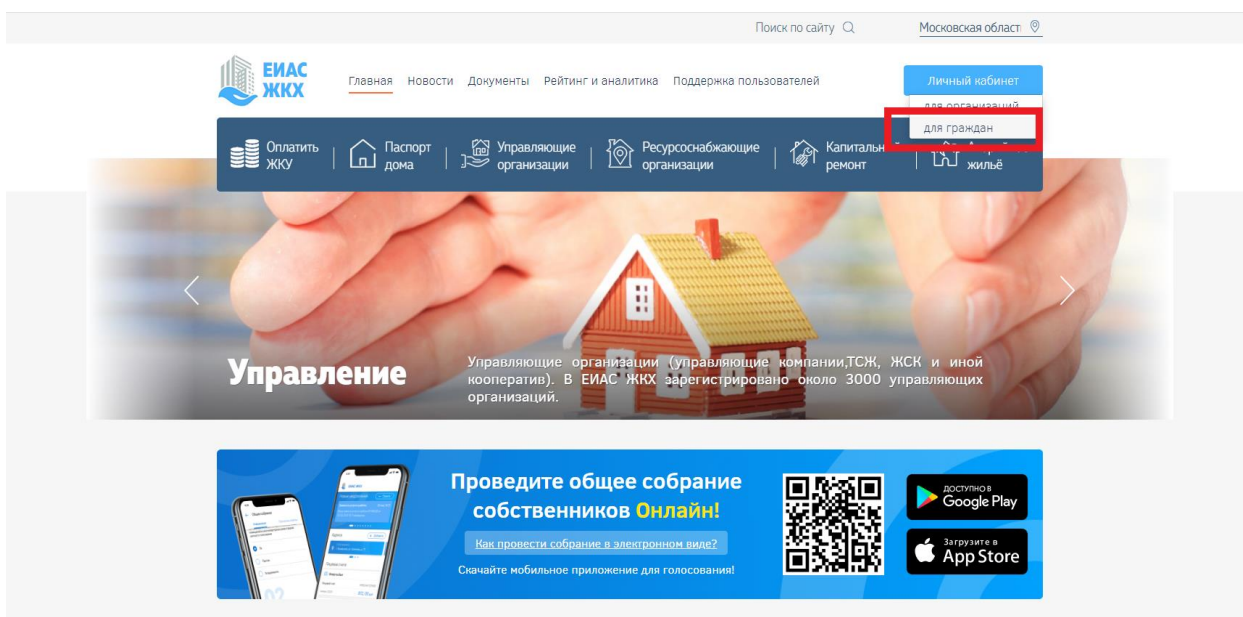 Поиск по сайту
Московская област
ЕИАС ЖКХ
Главная Новости Документы Рейтинг и аналитика Поддержка пользователей
Личный кабинет
для организаций
для граждан
Оплатить ЖКУ
Паспорт дома
Управляющие организации
Ресурсоснабжающие организации
Капитальн
ремонт
жильё
Управление
Управляющие организации (управляющие компании,ТСЖ, ЖСК и иной
кооператив). В ЕИАС ЖКХ зарегистрировано около 3000 управляющих
организаций.
Проведите общее собрание
собственников Онлайн!
Как провести собрание в электронном виде?
Скачайте мобильное приложение для голосования!
ДОСТУПНО В
Google Play
Загрузите в
App Store